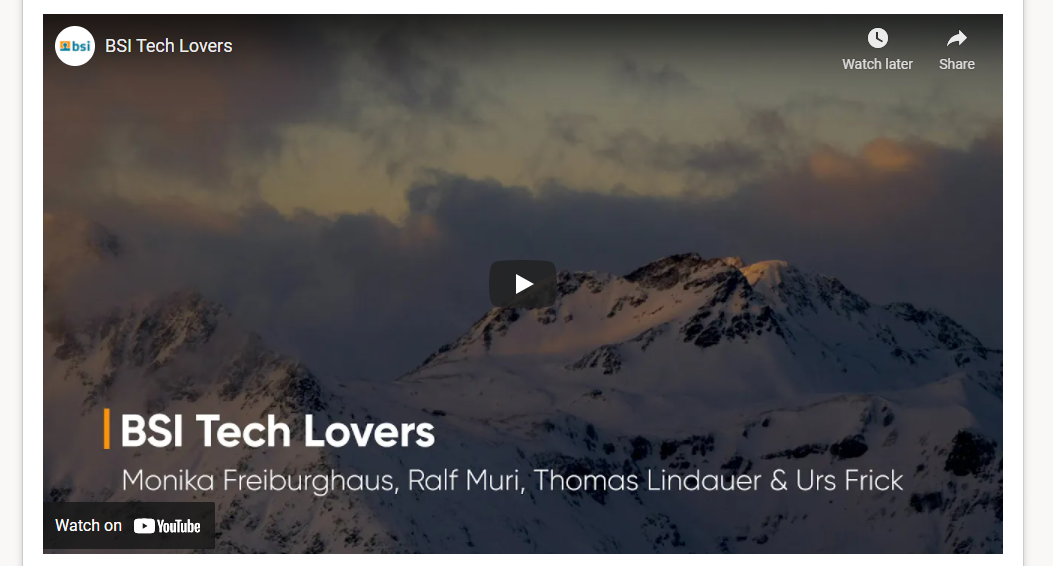 bsi
BSI Tech Lovers
Watch later
Share
BSI Tech Lovers
Monika Freiburghaus, Ralf Muri, Thomas Lindauer & Urs Frick
Watch on YouTube